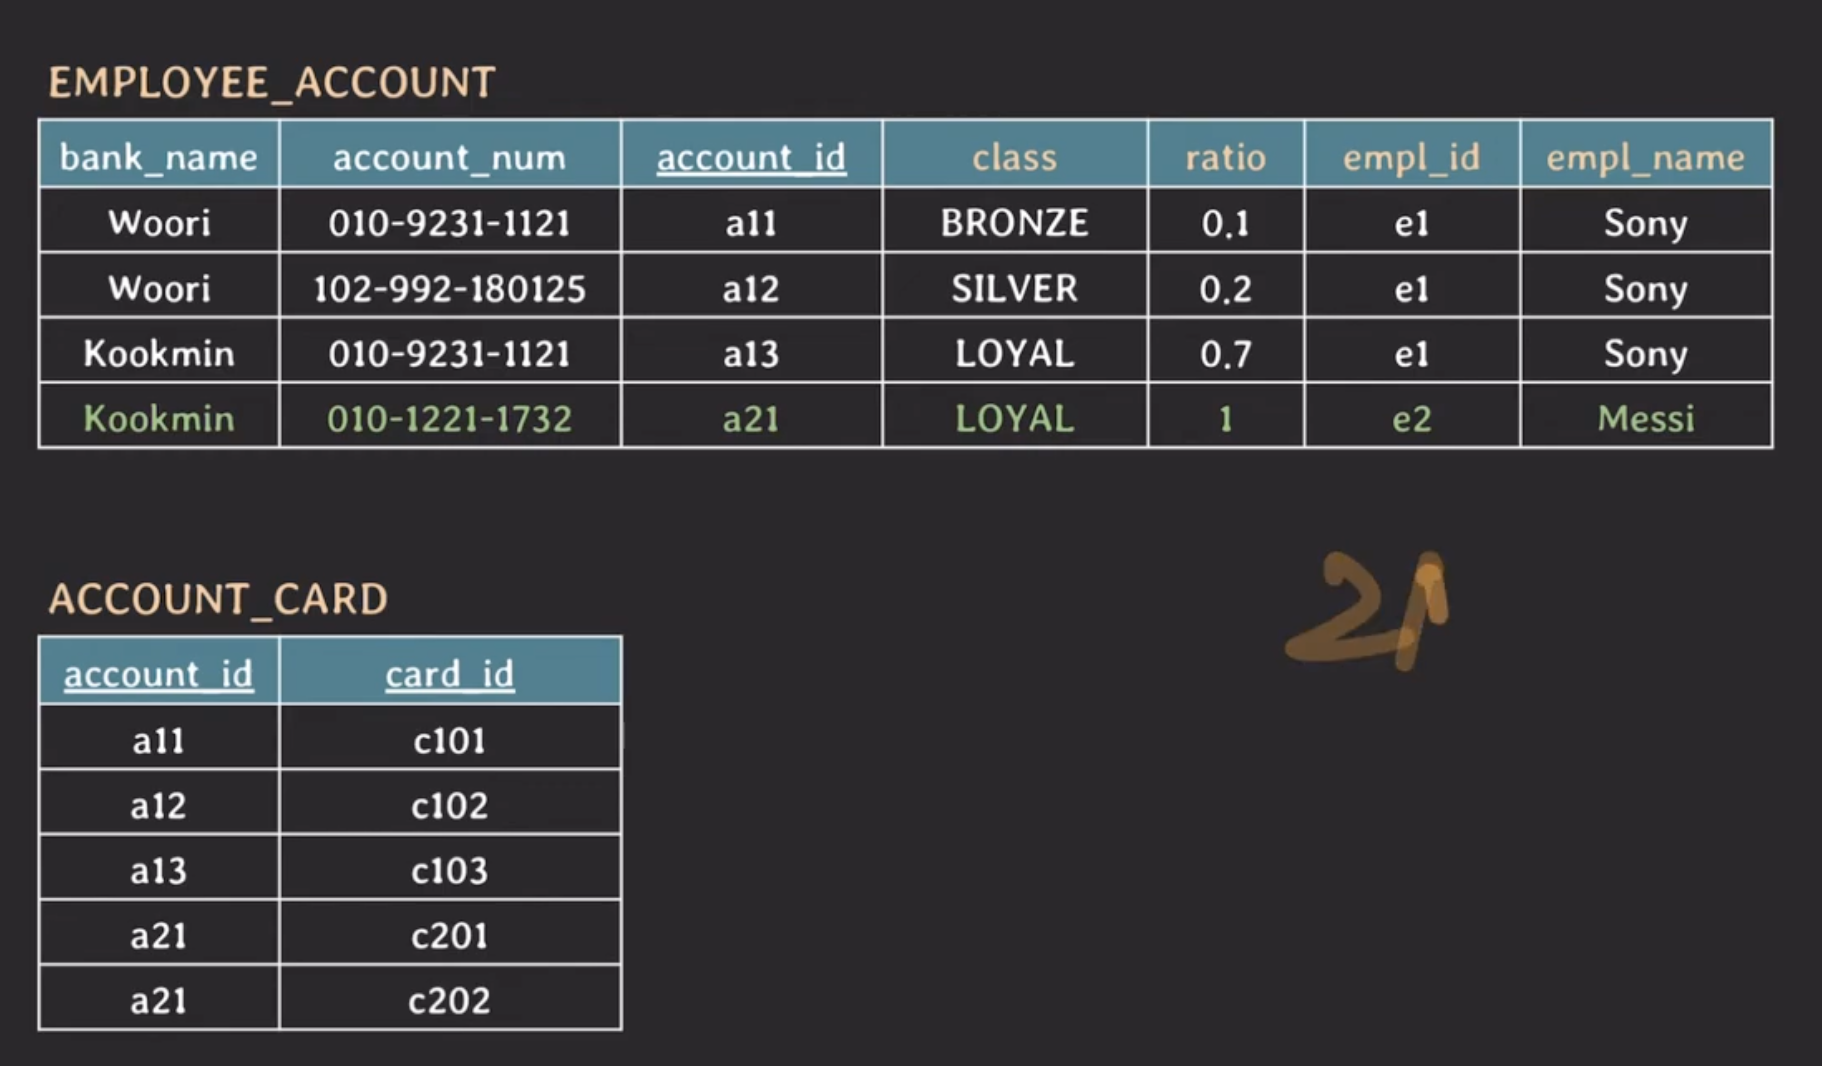 EMPLOYEE_ACCOUNT
bank_name account_num account_id class ratio empl_id empl_name
Woori 010-9231-1121 a11 BRONZE 0.1 e1 Sony
Woori 102-992-180125 a12 SILVER 0.2 e1 Sony
Kookmin 010-9231-1121 a13 LOYAL 0.7 e1 Sony
Kookmin 010-1221-1732 a21 LOYAL 1 e2 Messi
ACCOUNT_CARD
account_id card_id
a11 c101
a12 c102
a13 c103
a21 c201
a21 c202